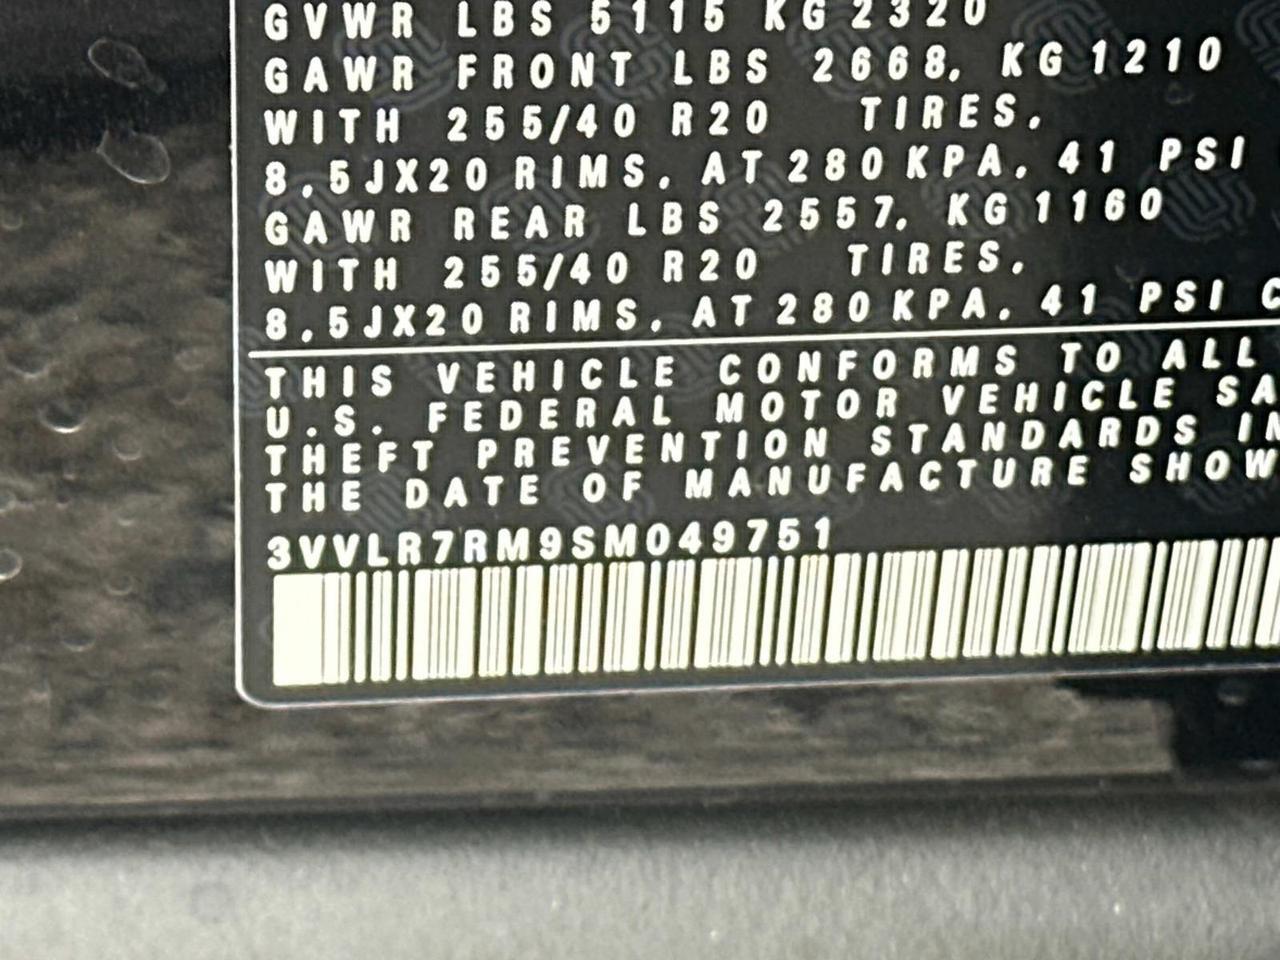 GVWR LBS 5115 KG 2320
GAWR FRONT LBS 2668, KG 1210
WITH 255/40 R20 TIRES,
8,5JX20 RIMS, AT 280 KPA, 41 PSI
GAWR REAR LBS 2557, KG 1160
WITH 255/40 R20 TIRES,
8,5JX20 RIMS, AT 280 KPA, 41 PSI C
THIS VEHICLE CONFORMS TO ALL
U.S. FEDERAL MOTOR VEHICLE SA
THEFT PREVENTION STANDARDS IN
THE DATE OF MANUFACTURE SHOW
3VVLR7RM9SM049751